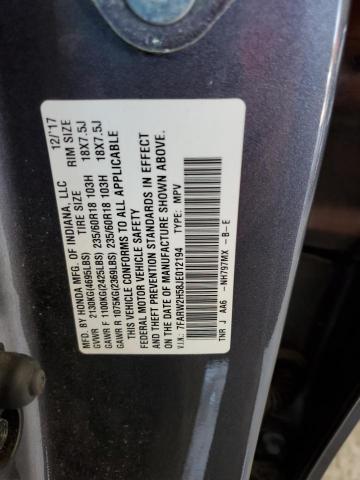 MFD. BY HONDA MFG. OF INDIANA, LLC 12/'17
GVWR 2130KG(4695LBS) RIM SIZE
GAWR F 1100KG(2425LBS) 235/60R18 103H 18X7.5J
GAWR R 1075KG(2369LBS) 235/60R18 103H 18X7.5J
THIS VEHICLE CONFORMS TO ALL APPLICABLE
FEDERAL MOTOR VEHICLE SAFETY AND THEFT
PREVENTION STANDARDS IN EFFECT
ON THE DATE OF MANUFACTURE SHOWN ABOVE.
V.I.N.: 7FARW2H58JE012194 TYPE: MPV
TNR J AA6 -NH797MX -B-E